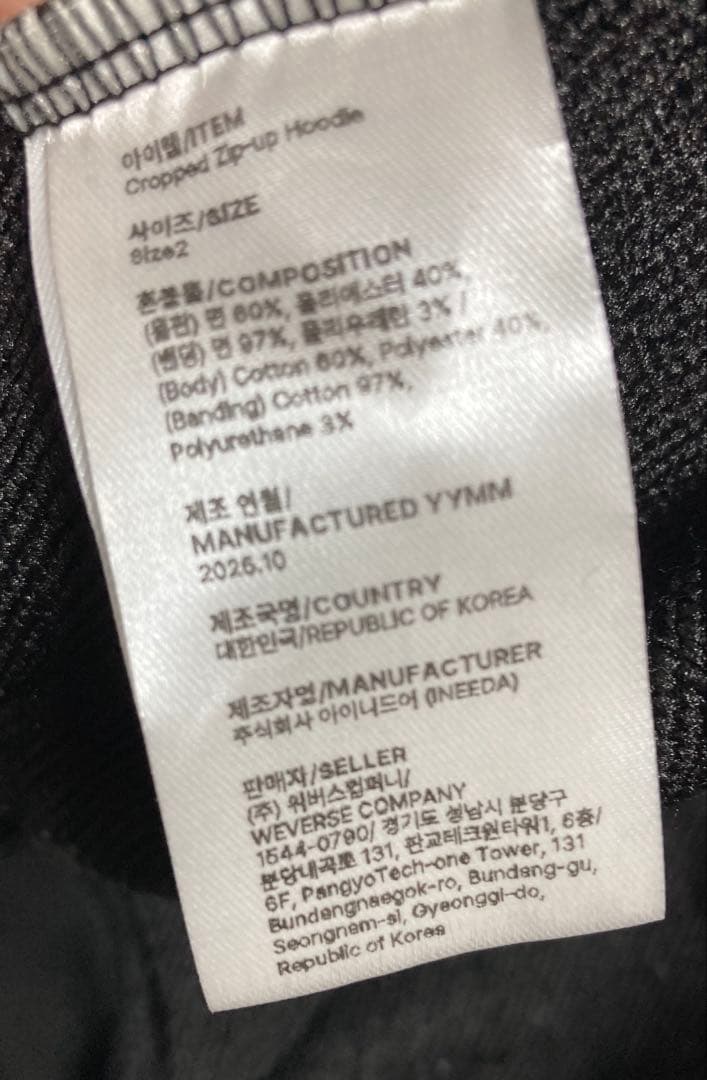 아이템/ITEM
Cropped Zip-up Hoodie
사이즈/SIZE
Size2
혼용률/COMPOSITION
(몸판) 면 60%, 폴리에스터 40%,
(밴딩) 면 97%, 폴리우레탄 3% /
(Body) Cotton 60%, Polyester 40%,
(Banding) Cotton 97%,
Polyurethane 3%
제조 연월/
MANUFACTURED YYMM
2025.10
제조국명/COUNTRY
대한민국/REPUBLIC OF KOREA
제조자명/MANUFACTURER
주식회사 아이니드어 (INEEDA)
판매자/SELLER
(주) 위버스컴퍼니/
WEVERSE COMPANY
1544-0790/ 경기도 성남시 분당구
분당내곡로 131, 판교테크원타워1, 6층/
6F, PangyoTech-one Tower, 131
Bundangnaegok-ro, Bundang-gu,
Seongnam-si, Gyeonggi-do,
Republic of Korea